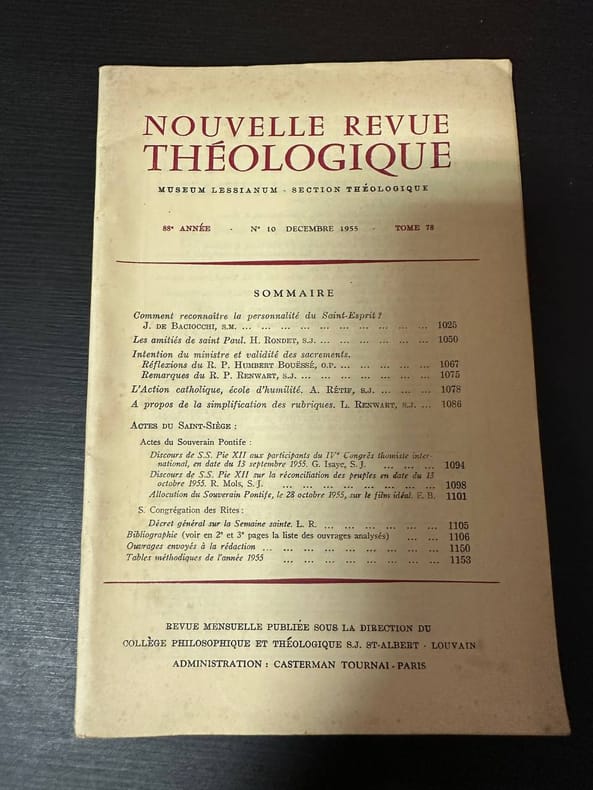 NOUVELLE REVUE
THÉOLOGIQUE
MUSEUM LESSIANUM - SECTION THÉOLOGIQUE
88e ANNÉE - No 10 DECEMBRE 1955 - TOME 78
SOMMAIRE
Comment reconnaître la personnalité du Saint-Esprit ?
J. DE BACIOCCHI, S.M. ... ... ... ... ... ... ... ... ... ... 1025
Les amitiés de saint Paul. H. RONDET, S.J. ... ... ... ... ... ... 1050
Intention du ministre et validité des sacrements.
Réflexions du R. P. HUMBERT BOUËSSÉ, O.P. ... ... ... ... ... 1067
Remarques du R. P. RENWART, S.J. ... ... ... ... ... ... ... 1075
L'Action catholique, école d'humilité. A. RÉTIF, S.J. ... ... ... 1078
A propos de la simplification des rubriques. L. RENWART, S.J. ... 1086
ACTES DU SAINT-SIÈGE :
Actes du Souverain Pontife :
Discours de S.S. Pie XII aux participants du IVe Congrès thomiste inter-
national, en date du 13 septembre 1955. G. Isaye, S. J. ... ... ... 1094
Discours de S.S. Pie XII sur la réconciliation des peuples en date du 13
octobre 1955. R. Mols, S. J. ... ... ... ... ... ... ... ... 1098
Allocution du Souverain Pontife, le 28 octobre 1955, sur le film idéal. E. B. 1101
S. Congrégation des Rites :
Décret général sur la Semaine sainte. L. R. ... ... ... ... ... ... 1105
Bibliographie (voir en 2e et 3e pages la liste des ouvrages analysés) ... ... 1106
Ouvrages envoyés à la rédaction ... ... ... ... ... ... ... ... 1150
Tables méthodiques de l'année 1955 ... ... ... ... ... ... ... 1153
REVUE MENSUELLE PUBLIÉE SOUS LA DIRECTION DU
COLLÈGE PHILOSOPHIQUE ET THÉOLOGIQUE S.J. ST-ALBERT - LOUVAIN
ADMINISTRATION : CASTERMAN TOURNAI - PARIS